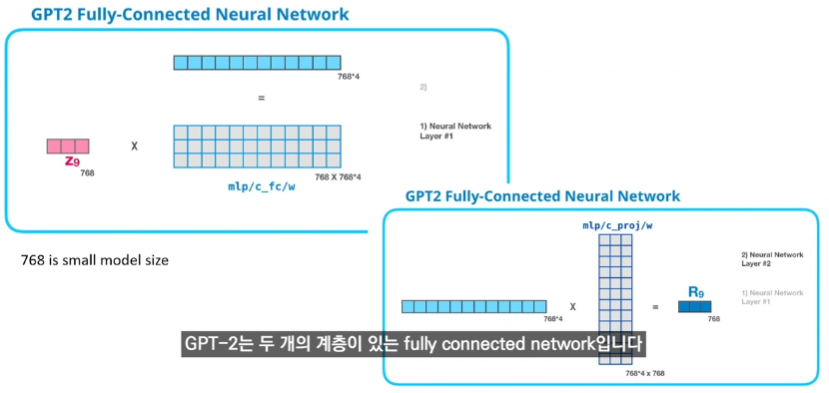 GPT2 Fully-Connected Neural Network
768*4
=
2)
1) Neural Network
Layer #1
X
Z9
768
768 X 768*4
mlp/c_fc/w
768 is small model size
GPT2 Fully-Connected Neural Network
mlp/c_proj/w
2) Neural Network
Layer #2
R9
1) Neural Network
Layer #1
X
=
768*4
768
768*4 x 768
GPT-2는 두 개의 계층이 있는 fully connected network입니다